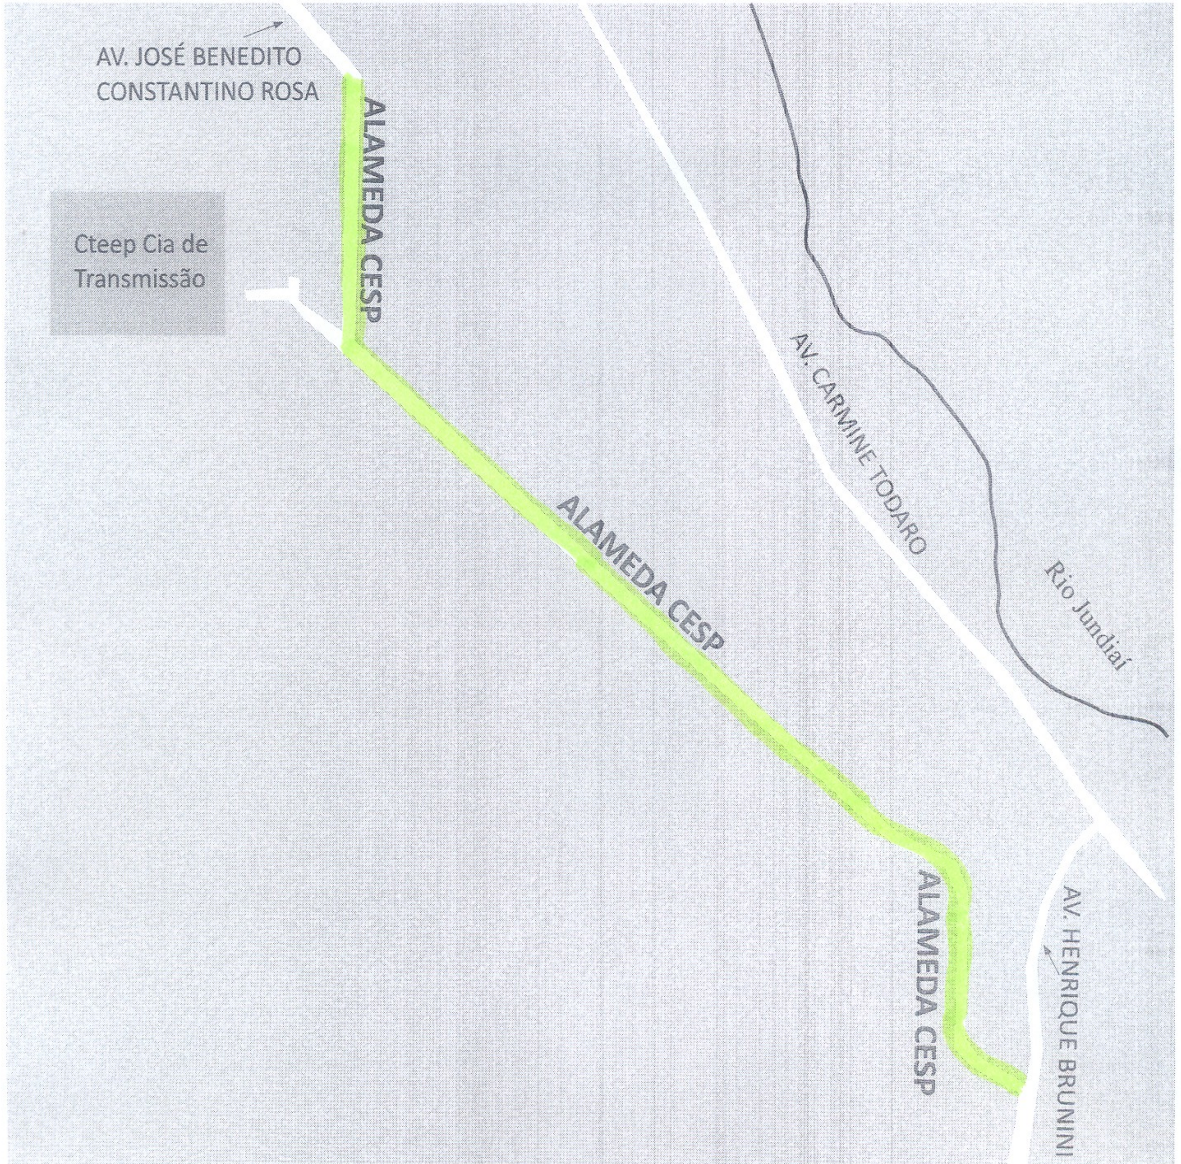 AV. JOSÉ BENEDITO
CONSTANTINO ROSA
ALAMEDA CESP
Cteep Cia de
Transmissão
AV. CARMINE TODARO
ALAMEDA CESP
Rio Jundiaí
ALAMEDA CESP
AV. HENRIQUE BRUNINI